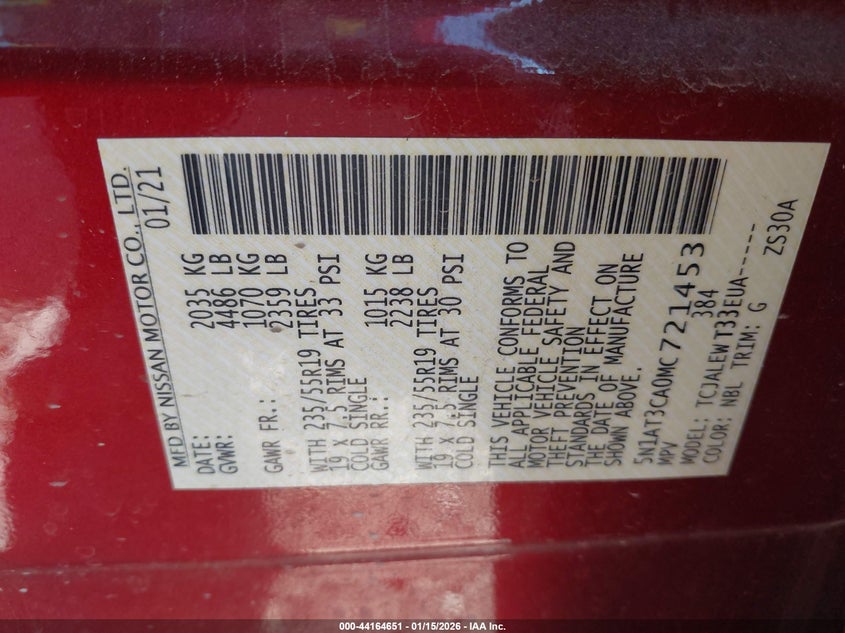 MFD BY NISSAN MOTOR CO., LTD.
DATE: 01/21
GVWR: 2035 KG
4486 LB
GAWR FR.: 1070 KG
2359 LB
WITH 235/55R19 TIRES
19 X 7.5 RIMS AT 33 PSI
COLD SINGLE
GAWR RR.: 1015 KG
2238 LB
WITH 235/55R19 TIRES
19 X 7.5 RIMS AT 30 PSI
COLD SINGLE
THIS VEHICLE CONFORMS TO
ALL APPLICABLE FEDERAL
MOTOR VEHICLE SAFETY AND
THEFT PREVENTION
STANDARDS IN EFFECT ON
THE DATE OF MANUFACTURE
SHOWN ABOVE.
5N1AT3CA0MC721453
MPV 384
MODEL: TCJALEWT33EUA-----
COLOR: NBL TRIM: G ZS30A
000-44164651 - 01/15/2026 - IAA Inc.